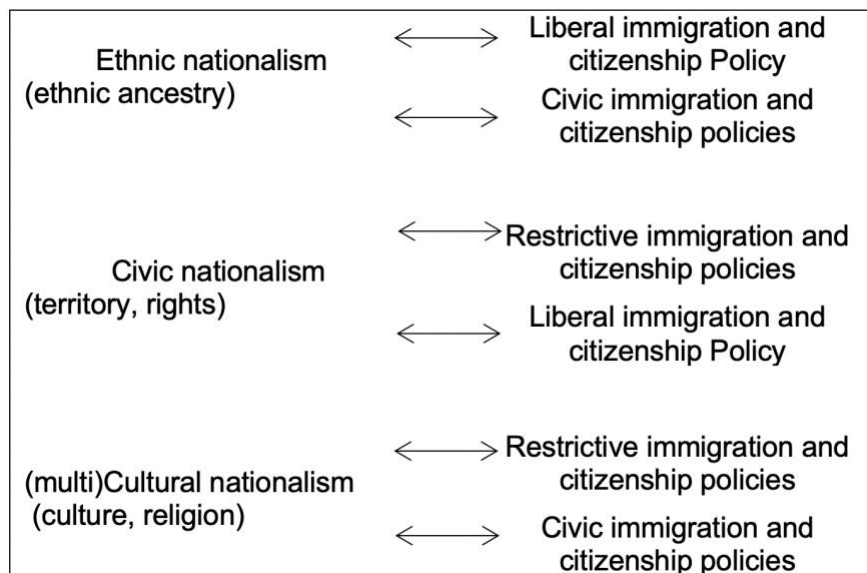 Liberal immigration and
citizenship Policy
Ethnic nationalism
(ethnic ancestry)
Civic immigration and
citizenship policies
Restrictive immigration and
citizenship policies
Civic nationalism
(territory, rights)
Liberal immigration and
citizenship Policy
Restrictive immigration and
citizenship policies
(multi)Cultural nationalism
(culture, religion)
Civic immigration and
citizenship policies